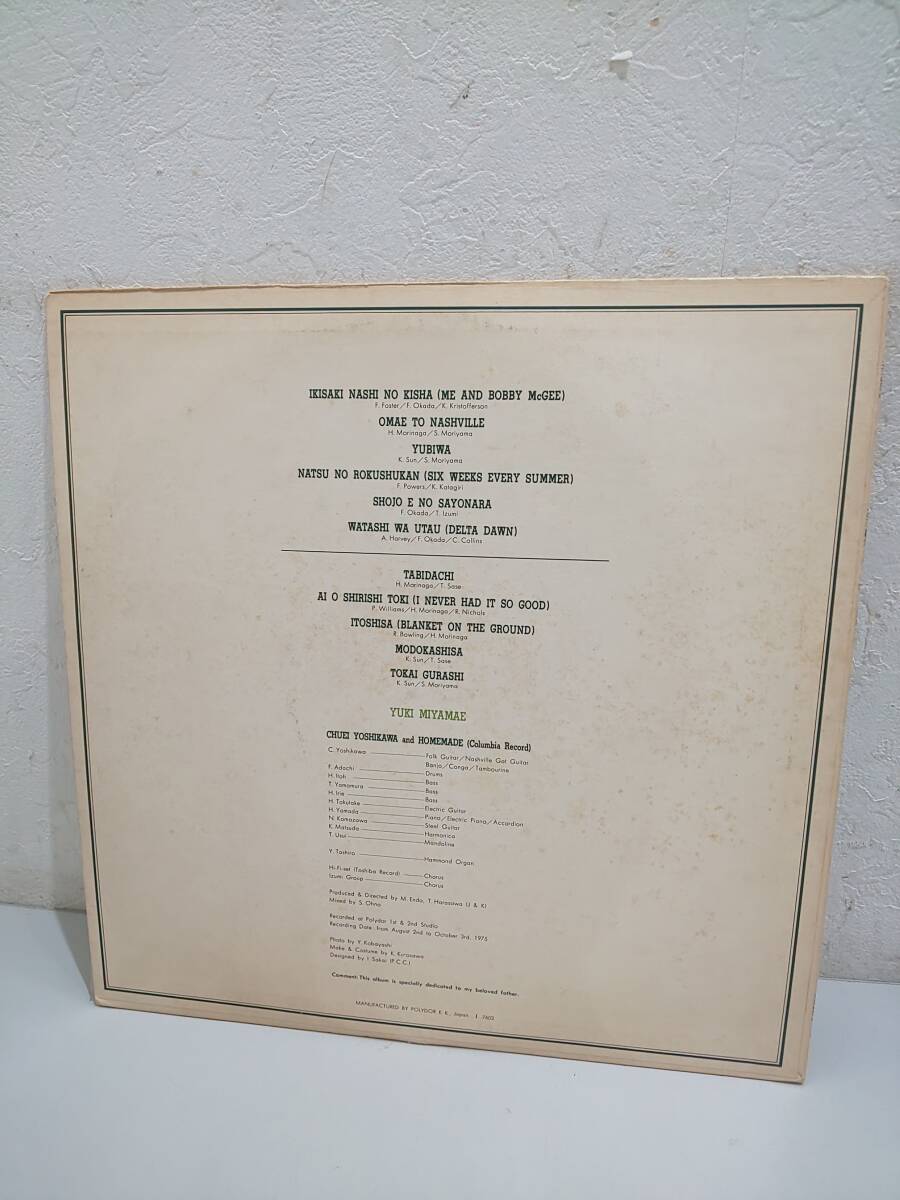 IKISAKI NASHI NO KISHA (ME AND BOBBY McGEE)
F. Foster/F. Okada/K. Kristofferson
OMAE TO NASHVILLE
H. Morinaga/S. Moriyama
YUBIWA
K. Sun/S. Moriyama
NATSU NO ROKUSHUKAN (SIX WEEKS EVERY SUMMER)
F. Powers/K. Katagiri
SHOJO E NO SAYONARA
F. Okada/T. Izumi
WATASHI WA UTAU (DELTA DAWN)
A. Harvey/F. Okada/C. Collins
TABIDACHI
H. Morinaga/T. Sase
AI O SHIRISHI TOKI (I NEVER HAD IT SO GOOD)
P. Williams/H. Morinaga/R. Nichols
ITOSHISA (BLANKET ON THE GROUND)
R. Bowling/H. Morinaga
MODOKASHISA
K. Sun/T. Sase
TOKAI GURASHI
K. Sun/S. Moriyama
YUKI MIYAMAE
CHUEI YOSHIKAWA and HOMEMADE (Columbia Record)
C. Yoshikawa Folk Guitar/Nashville Gat Guitar
Banjo/Conga/Tambourine
F. Adachi Drums
H. Itoh Bass
T. Yamamura Bass
H. Irie Bass
H. Tokutake Electric Guitar
H. Yamada Piano/Electric Piano/Accordion
N. Kamazawa Steel Guitar
K. Matsuda Harmonica
T. Usui Mandoline
Y. Tashiro Hammond Organ
Hi-Fi-set (Toshiba Record) Chorus
Izumi Group Chorus
Produced & Directed by M. Endo, T. Harasawa (J & K)
Mixed by S. Ohno
Recorded at Polydor 1st & 2nd Studio
Recording Date: from August 2nd to October 3rd, 1975
Photo by Y. Kobayashi
Make & Costume by K. Kurosawa
Designed by I. Sakai (P.C.C.)
Comment: This album is specially dedicated to my beloved father.
MANUFACTURED BY POLYDOR K.K., Japan. I 7602